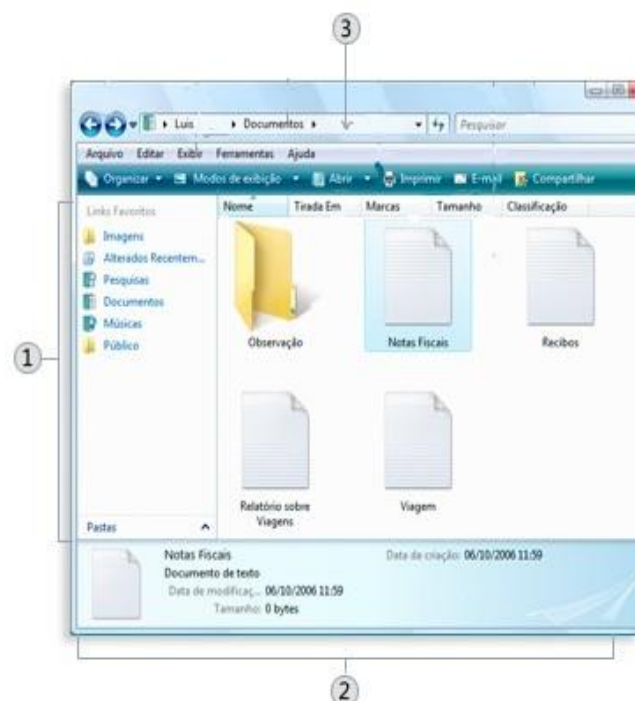 3
Luis Documentos
Pesquisar
Arquivo Editar Exibir Ferramentas Ajuda
Organizar Modos de exibição Abrir Imprimir E-mail Compartilhar
Links Favoritos
Imagens
Alterados Recentem...
Pesquisas
Documentos
Músicas
Público
Pastas
Nome Tirada Em Marcas Tamanho Classificação
Observação Notas Fiscais Recibos
Relatório sobre
Viagens
Viagem
1
Notas Fiscais
Documento de texto
Data de modificaç... 06/10/2006 11:59
Tamanho: 0 bytes
Data de criação: 06/10/2006 11:59
2